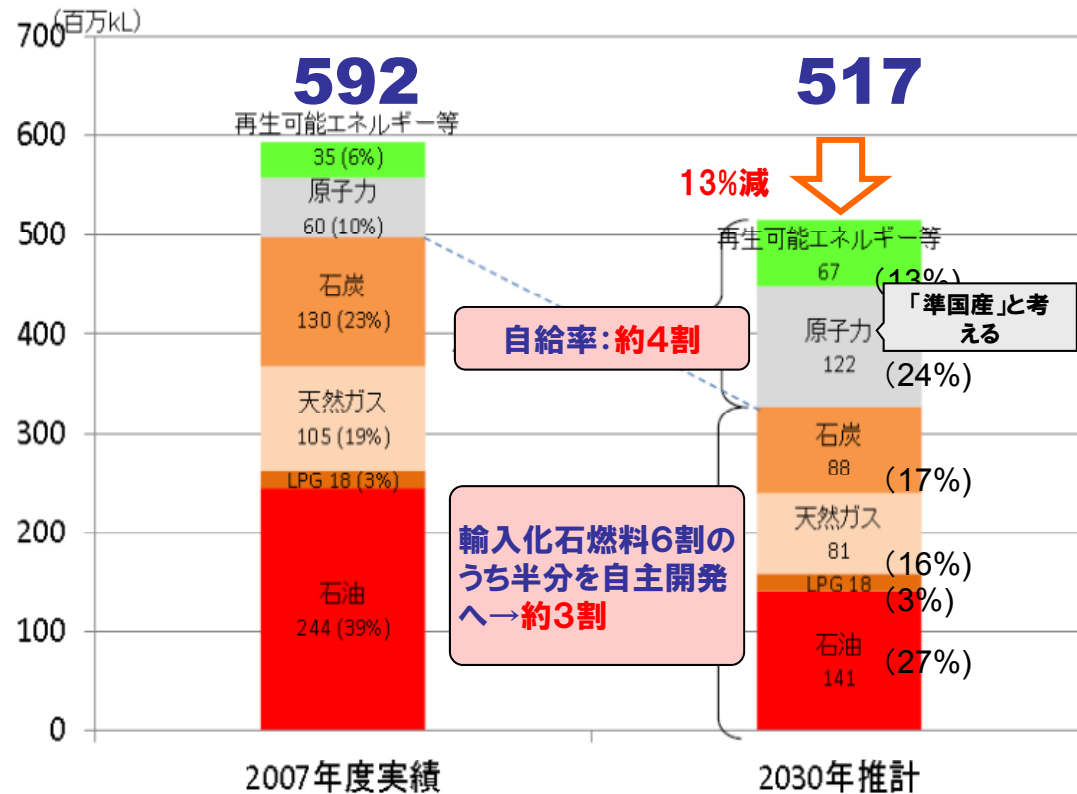 (百万kL)
700
600
500
400
300
200
100
0
592
再生可能エネルギー等
35 (6%)
原子力
60 (10%)
石炭
130 (23%)
天然ガス
105 (19%)
LPG 18 (3%)
石油
244 (39%)
2007年度実績
517
13%減
再生可能エネルギー等
67 (13%)
原子力
122 (24%)
「準国産」と考
える
石炭
88 (17%)
天然ガス
81 (16%)
LPG 18 (3%)
石油
141 (27%)
2030年推計
自給率:約4割
輸入化石燃料6割の
うち半分を自主開発
へ→約3割